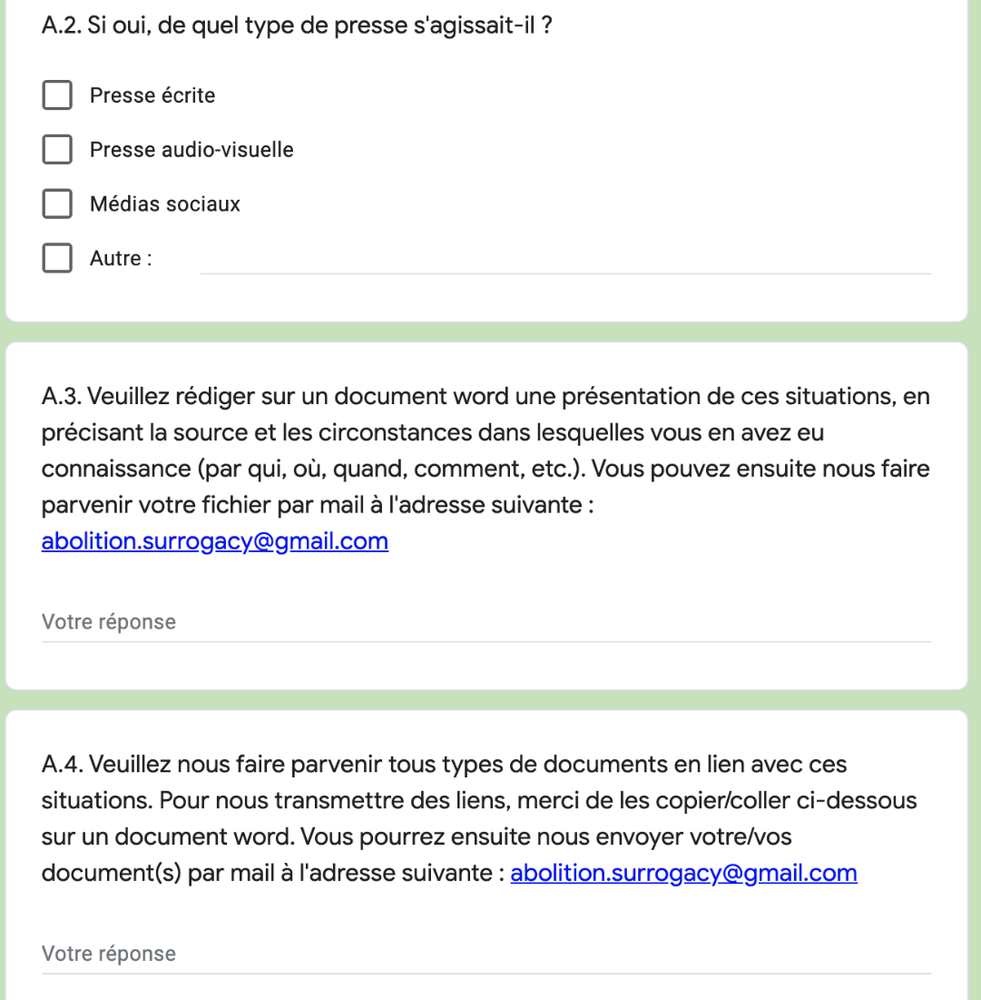 A.2. Si oui, de quel type de presse s'agissait-il ?
Presse écrite
Presse audio-visuelle
Médias sociaux
Autre :
A.3. Veuillez rédiger sur un document word une présentation de ces situations, en
précisant la source et les circonstances dans lesquelles vous en avez eu
connaissance (par qui, où, quand, comment, etc.). Vous pouvez ensuite nous faire
parvenir votre fichier par mail à l'adresse suivante :
abolition.surrogacy@gmail.com
Votre réponse
A.4. Veuillez nous faire parvenir tous types de documents en lien avec ces
situations. Pour nous transmettre des liens, merci de les copier/coller ci-dessous
sur un document word. Vous pourrez ensuite nous envoyer votre/vos
document(s) par mail à l'adresse suivante : abolition.surrogacy@gmail.com
Votre réponse